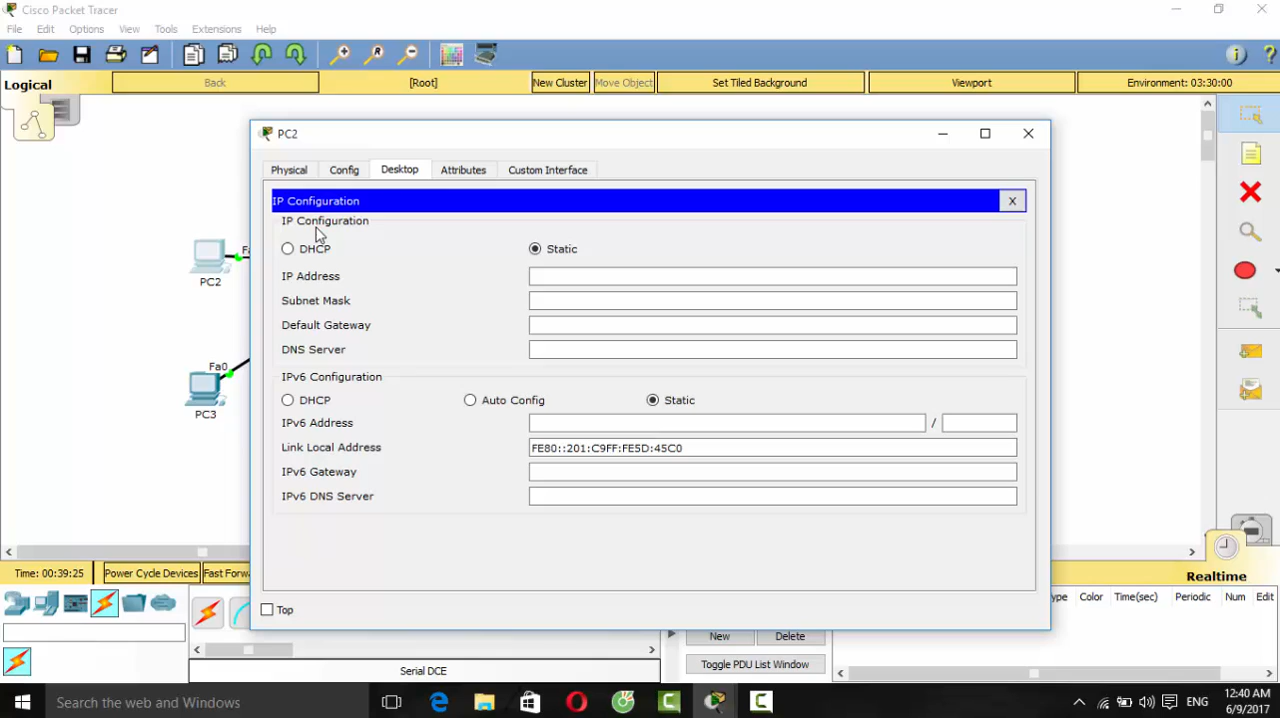 Cisco Packet Tracer
File Edit Options View Tools Extensions Help
Logical Back [Root] New Cluster Move Object Set Tiled Background Viewport Environment: 03:30:00
PC2
Physical Config Desktop Attributes Custom Interface
IP Configuration X
IP Configuration
DHCP Static
IP Address
Subnet Mask
Default Gateway
DNS Server
IPv6 Configuration
DHCP Auto Config Static
IPv6 Address /
Link Local Address FE80::201:C9FF:FE5D:45C0
IPv6 Gateway
IPv6 DNS Server
Top
PC2
Fa0
PC3
Time: 00:39:25 Power Cycle Devices Fast Forw
Realtime
ype Color Time(sec) Periodic Num Edit
New Delete
Toggle PDU List Window
Serial DCE
Search the web and Windows
ENG
12:40 AM
6/9/2017